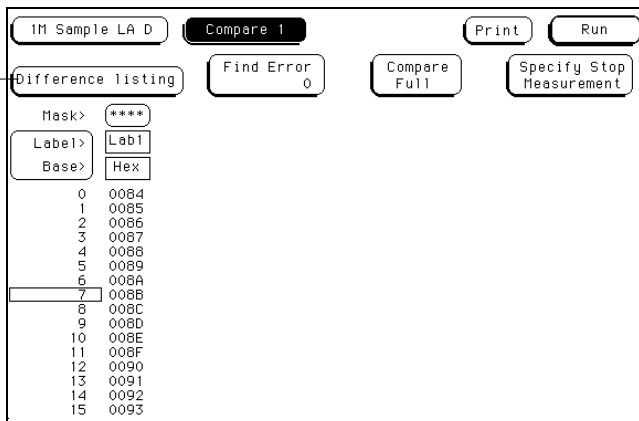 1M Sample LA D Compare 1 Print Run
Difference listing Find Error 0 Compare Full Specify Stop Measurement
Mask> ****
Label> Lab1
Base> Hex
0 0084
1 0085
2 0086
3 0087
4 0088
5 0089
6 008A
7 008B
8 008C
9 008D
10 008E
11 008F
12 0090
13 0091
14 0092
15 0093